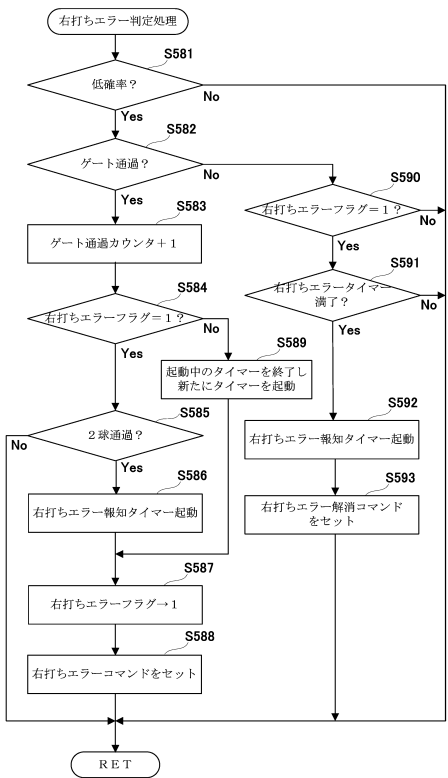 右打ちエラー判定処理
S581
低確率？
No
Yes
S582
ゲート通過？
No
Yes
S590
右打ちエラーフラグ＝１？
No
Yes
S583
ゲート通過カウンタ＋１
S591
右打ちエラータイマー
満了？
No
Yes
S584
右打ちエラーフラグ＝１？
No
Yes
S589
起動中のタイマーを終了し
新たにタイマーを起動
S585
２球通過？
No
Yes
S592
右打ちエラー報知タイマー起動
S586
右打ちエラー報知タイマー起動
S593
右打ちエラー解消コマンド
をセット
S587
右打ちエラーフラグ→１
S588
右打ちエラーコマンドをセット
ＲＥＴ